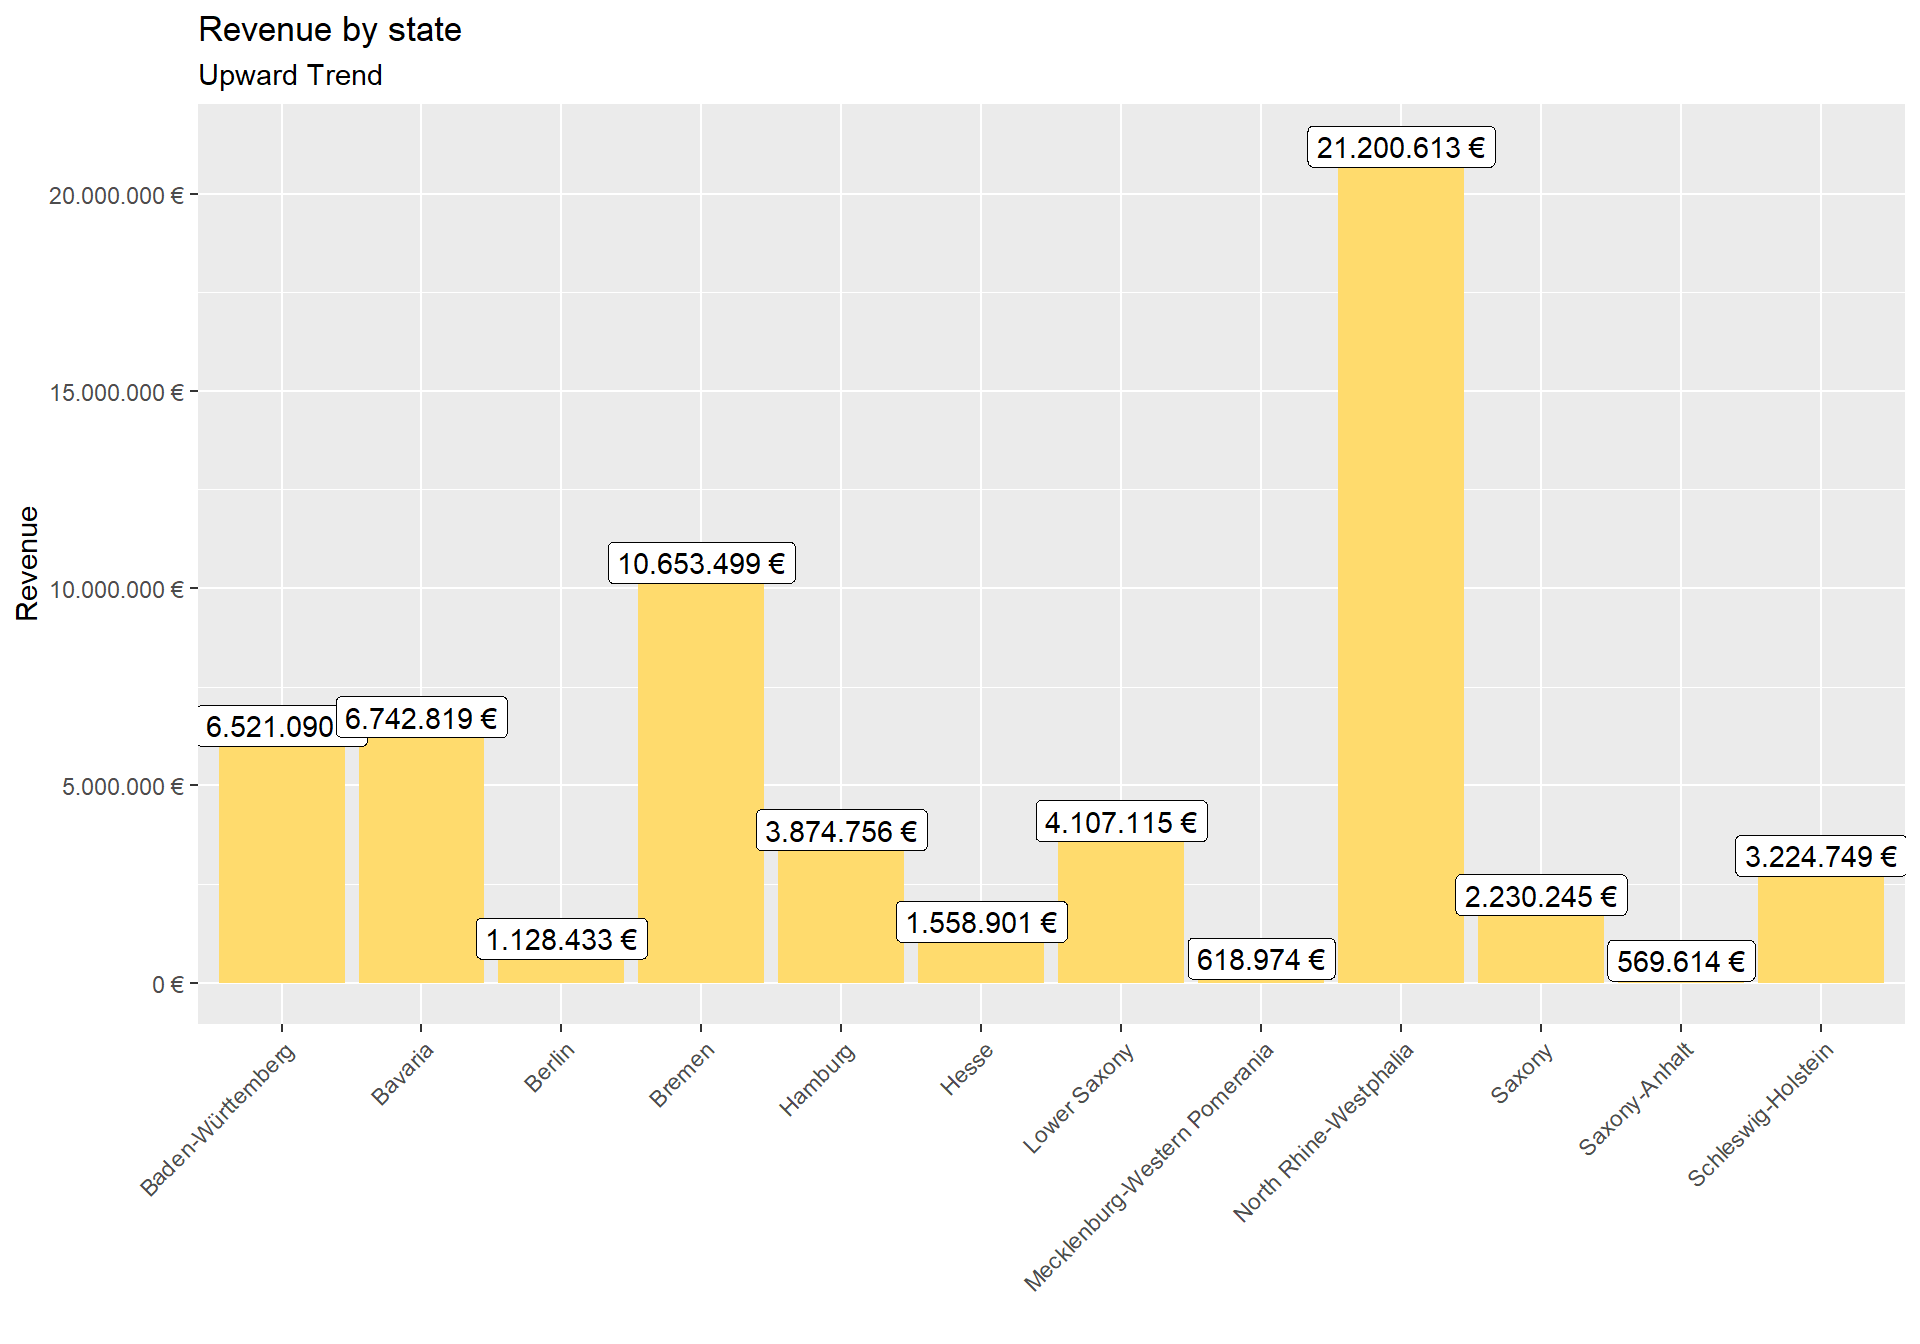 Revenue by state
Upward Trend
Revenue
20.000.000 €
15.000.000 €
10.000.000 €
5.000.000 €
0 €
6.521.090
6.742.819 €
1.128.433 €
10.653.499 €
3.874.756 €
1.558.901 €
4.107.115 €
618.974 €
21.200.613 €
2.230.245 €
569.614 €
3.224.749 €
Baden-Württemberg
Bavaria
Berlin
Bremen
Hamburg
Hesse
Lower Saxony
Mecklenburg-Western Pomerania
North Rhine-Westphalia
Saxony
Saxony-Anhalt
Schleswig-Holstein